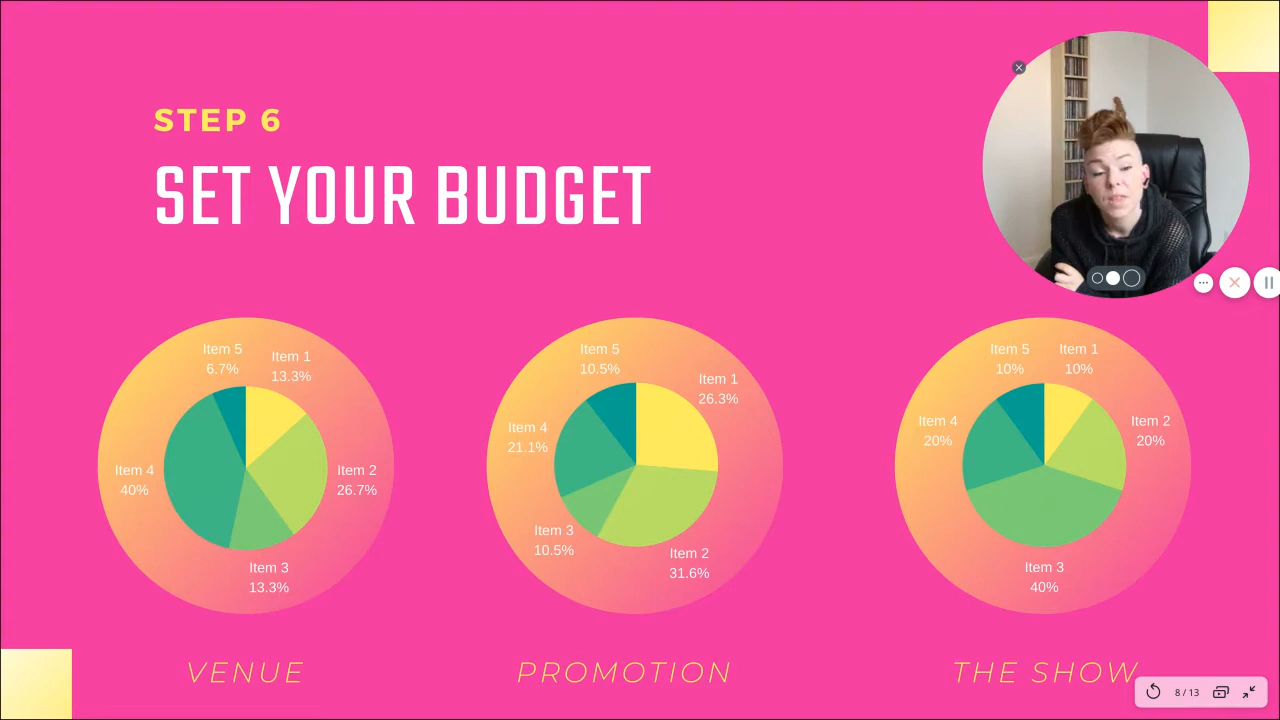 STEP 6
SET YOUR BUDGET
Item 5
6.7%
Item 1
13.3%
Item 4
40%
Item 2
26.7%
Item 3
13.3%
VENUE
Item 5
10.5%
Item 1
26.3%
Item 4
21.1%
Item 3
10.5%
Item 2
31.6%
PROMOTION
Item 5
10%
Item 1
10%
Item 4
20%
Item 2
20%
Item 3
40%
THE SHOW
8 / 13